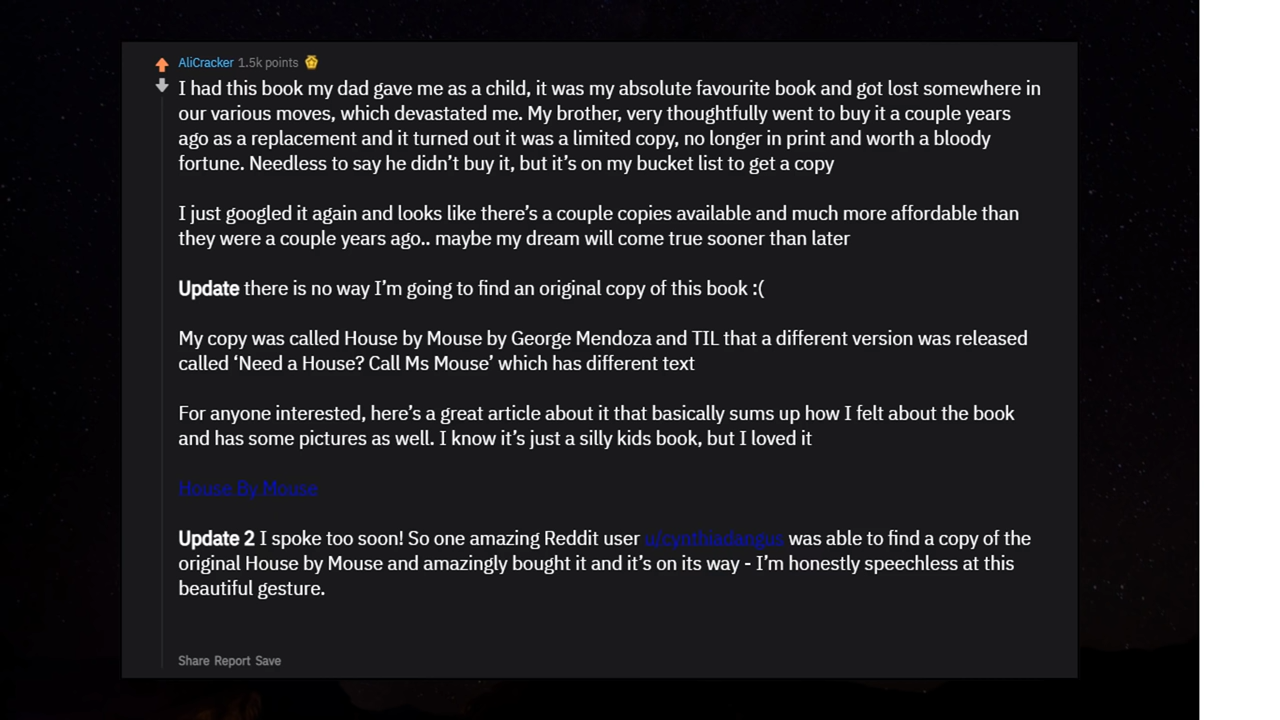 AliCracker 1.5k points
I had this book my dad gave me as a child, it was my absolute favourite book and got lost somewhere in
our various moves, which devastated me. My brother, very thoughtfully went to buy it a couple years
ago as a replacement and it turned out it was a limited copy, no longer in print and worth a bloody
fortune. Needless to say he didn’t buy it, but it’s on my bucket list to get a copy
I just googled it again and looks like there’s a couple copies available and much more affordable than
they were a couple years ago.. maybe my dream will come true sooner than later
Update there is no way I’m going to find an original copy of this book :(
My copy was called House by Mouse by George Mendoza and TIL that a different version was released
called ‘Need a House? Call Ms Mouse’ which has different text
For anyone interested, here’s a great article about it that basically sums up how I felt about the book
and has some pictures as well. I know it’s just a silly kids book, but I loved it
House By Mouse
Update 2 I spoke too soon! So one amazing Reddit user u/cynthiadangus was able to find a copy of the
original House by Mouse and amazingly bought it and it’s on its way - I’m honestly speechless at this
beautiful gesture.
Share Report Save